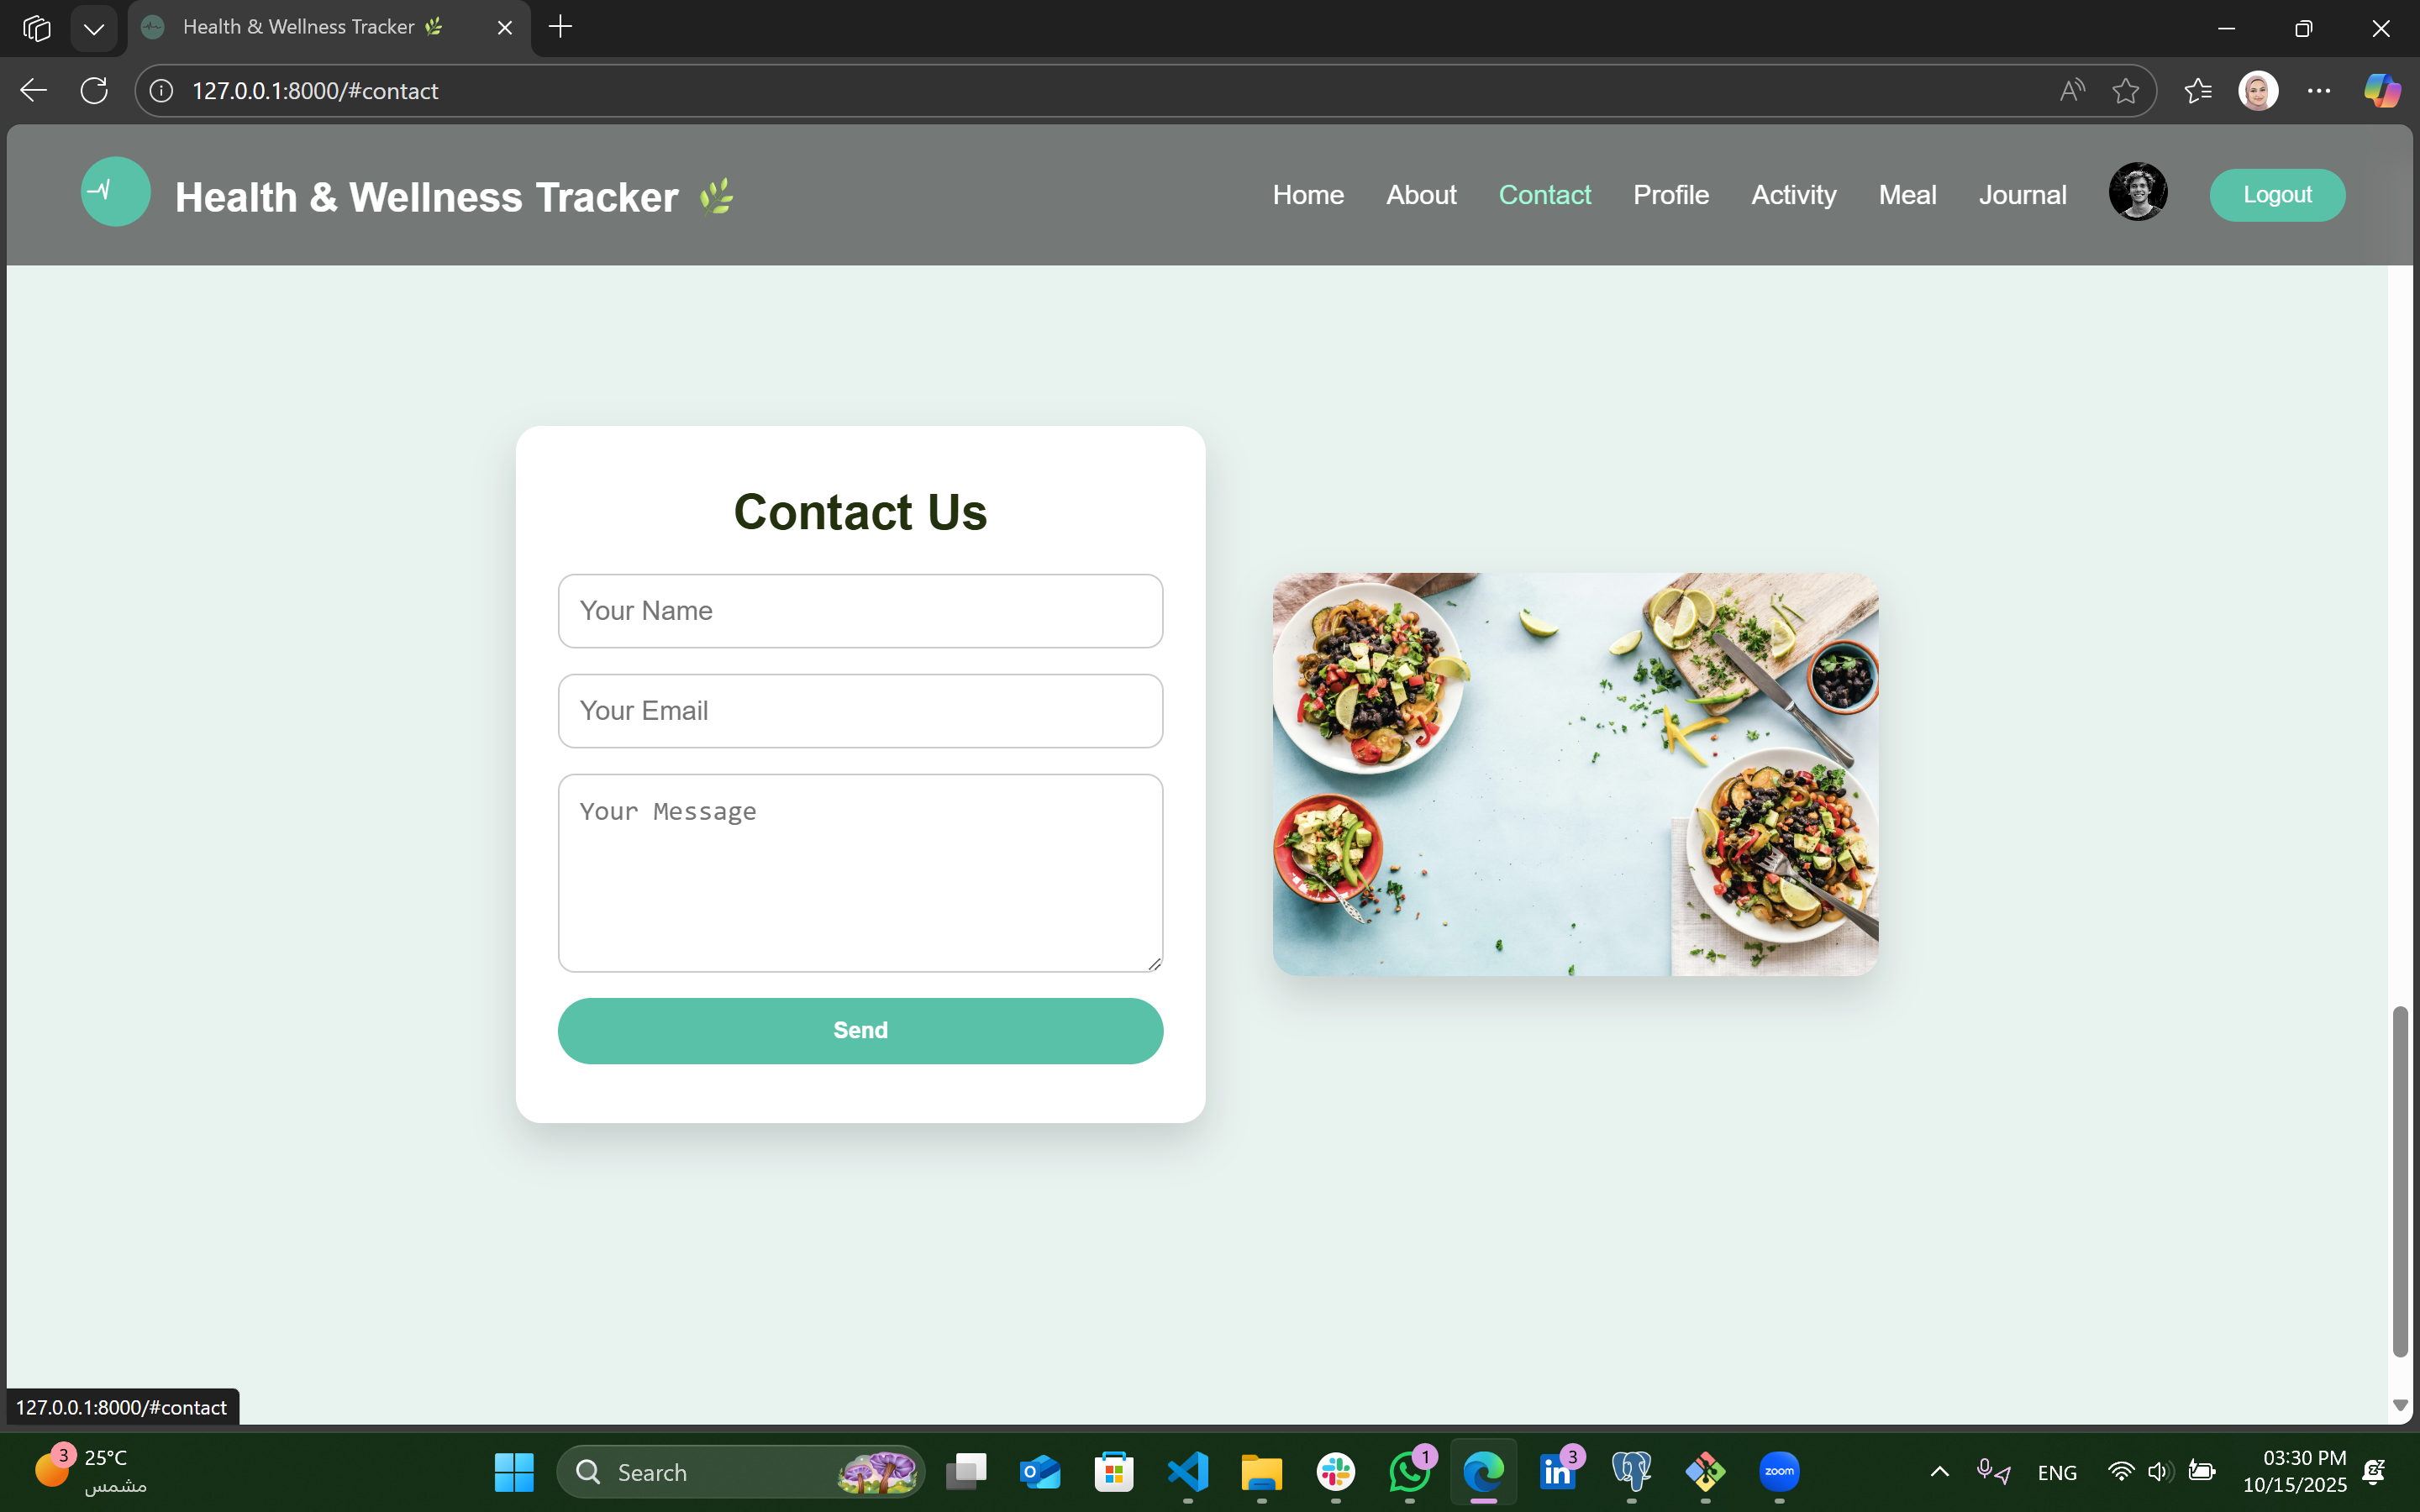 Health & Wellness Tracker 🌿
127.0.0.1:8000/#contact
Health & Wellness Tracker 🌿
Home About Contact Profile Activity Meal Journal Logout
Contact Us
Your Name
Your Email
Your Message
Send
127.0.0.1:8000/#contact
3
25°C
مشمس
Search
1
3
zoom
ENG
03:30 PM
10/15/2025